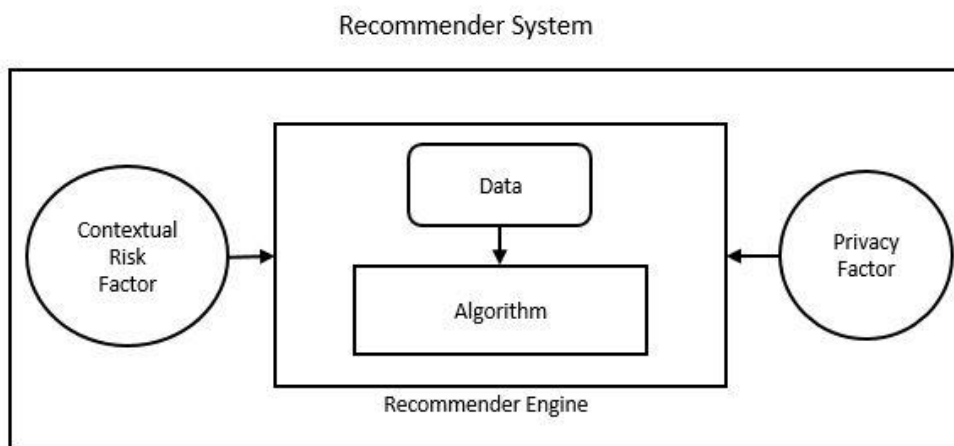 Recommender System
Contextual
Risk
Factor
Data
Algorithm
Recommender Engine
Privacy
Factor